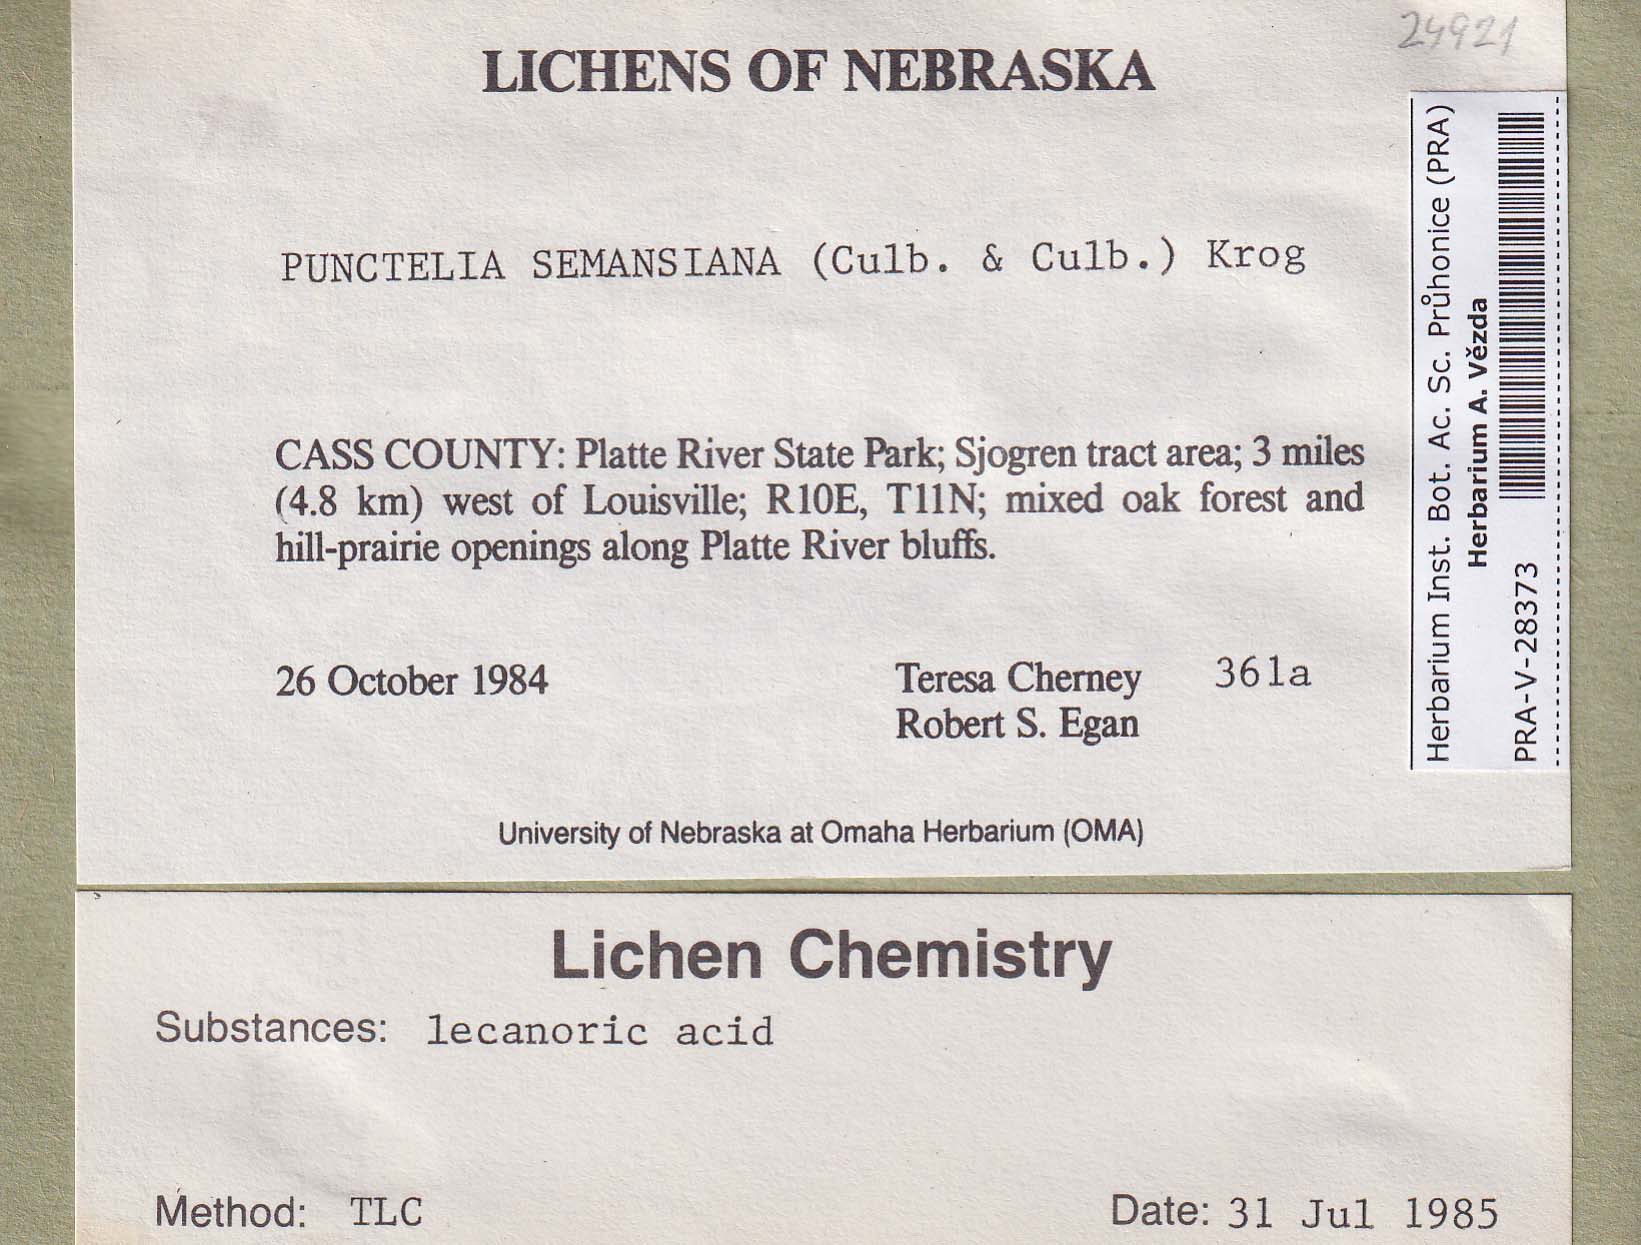 24921
LICHENS OF NEBRASKA
PUNCTELIA SEMANSIANA (Culb. & Culb.) Krog
CASS COUNTY: Platte River State Park; Sjogren tract area; 3 miles
(4.8 km) west of Louisville; R10E, T11N; mixed oak forest and
hill-prairie openings along Platte River bluffs.
26 October 1984
Teresa Cherney 361a
Robert S. Egan
University of Nebraska at Omaha Herbarium (OMA)
Herbarium Inst. Bot. Ac. Sc. Průhonice (PRA)
Herbarium A. Vězda
PRA-V-28373
Lichen Chemistry
Substances: lecanoric acid
Method: TLC
Date: 31 Jul 1985